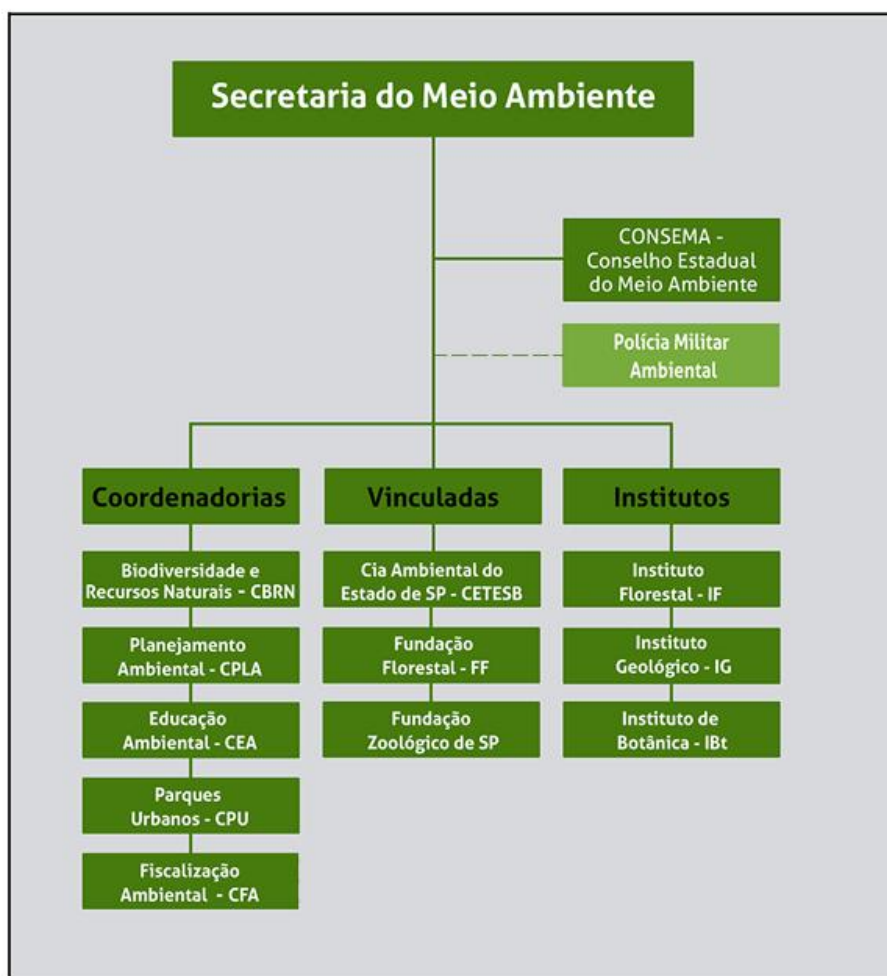 Secretaria do Meio Ambiente
CONSEMA -
Conselho Estadual
do Meio Ambiente
Polícia Militar
Ambiental
Coordenadorias
Biodiversidade e
Recursos Naturais - CBRN
Planejamento
Ambiental - CPLA
Educação
Ambiental - CEA
Parques
Urbanos - CPU
Fiscalização
Ambiental - CFA
Vinculadas
Cia Ambiental do
Estado de SP - CETESB
Fundação
Florestal - FF
Fundação
Zoológico de SP
Institutos
Instituto
Florestal - IF
Instituto
Geológico - IG
Instituto de
Botânica - IBt